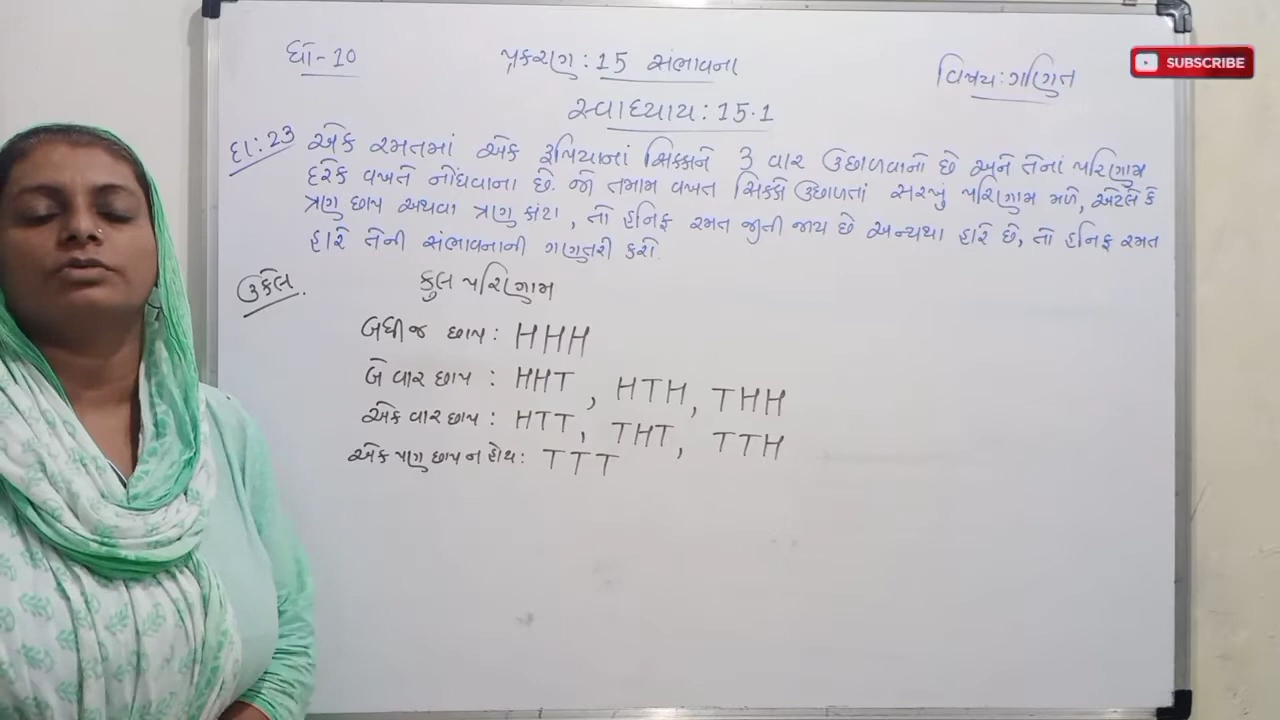 ધો-10 પ્રકરણ : 15 સંભાવના વિષય: ગણિત
SUBSCRIBE
સ્વાધ્યાય : 15.1
દા : 23 એક રમતમાં એક રૂપિયાનાં સિક્કાને 3 વાર ઉછાળવાનો છે અને તેનાં પરિણામ
દરેક વખતે નોંધવાના છે. જો તમામ વખત સિક્કો ઉછાળતાં સરખું પરિણામ મળે, એટલે કે
ત્રણ છાપ અથવા ત્રણ કાંટા, તો હનિફ રમત જીતી જાય છે અન્યથા હારે છે, તો હનિફ રમત
હારે તેની સંભાવનાની ગણતરી કરો.
ઉકેલ. કુલ પરિણામ
બધીજ છાપ : HHH
બે વાર છાપ : HHT , HTH, THH
એક વાર છાપ : HTT, THT, TTH
એક પણ છાપ ન હોય : TTT